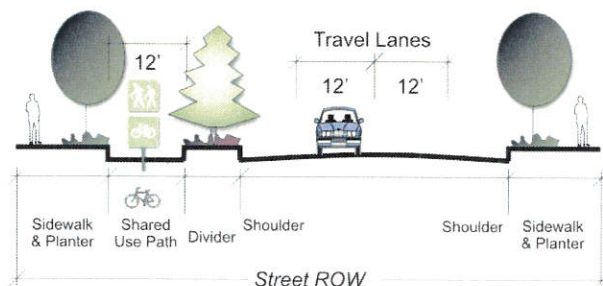 Travel Lanes
12'
12'
12'
Sidewalk
& Planter
Shared
Use Path
Divider
Shoulder
Shoulder
Sidewalk
& Planter
Street ROW